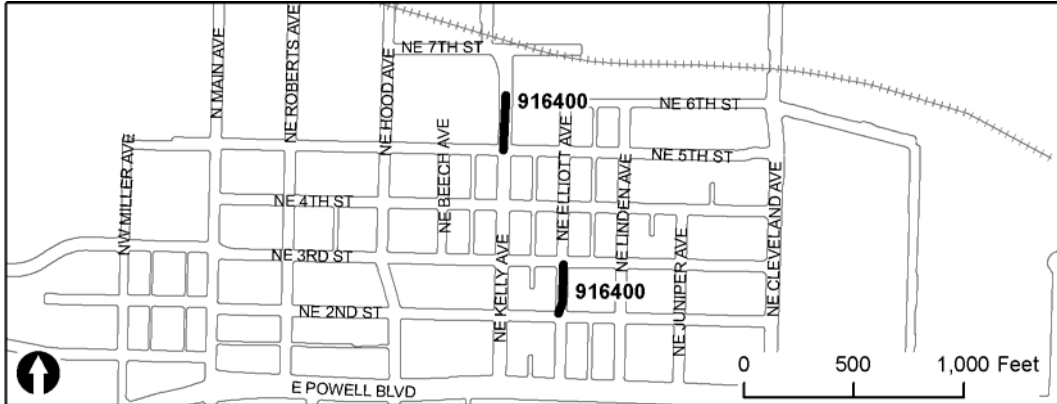 NE 7TH ST
N MAIN AVE
NE ROBERTS AVE
NE HOOD AVE
916400
NE 6TH ST
NE BEECH AVE
NE ELLIOTT AVE
NE 5TH ST
NW MILLER AVE
NE LINDEN AVE
NE CLEVELAND AVE
NE 4TH ST
NE KELLY AVE
NE JUNIPER AVE
NE 3RD ST
916400
NE 2ND ST
0 500 1,000 Feet
E POWELL BLVD